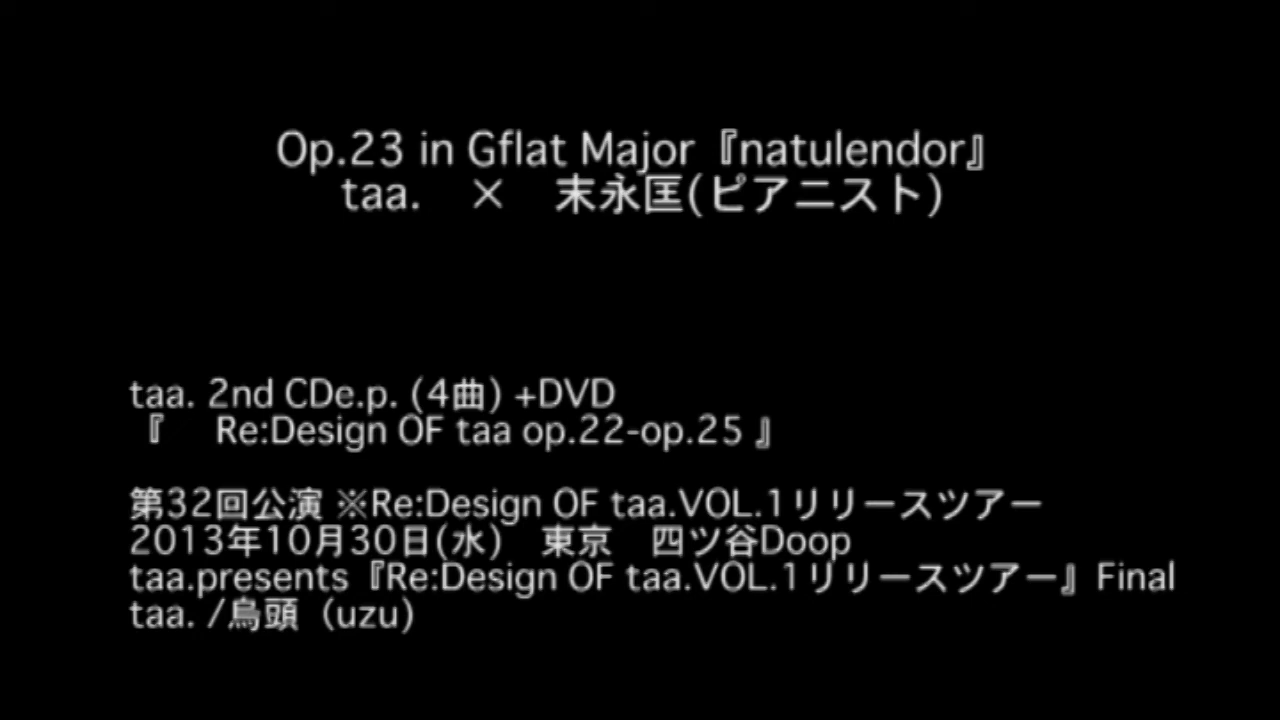 Op.23 in Gflat Major『natulendor』
taa.　×　末永匡(ピアニスト)
taa. 2nd CDe.p. (4曲) +DVD
『　Re:Design OF taa op.22-op.25 』
第32回公演 ※Re:Design OF taa.VOL.1リリースツアー
2013年10月30日(水)　東京　四ツ谷Doop
taa.presents『Re:Design OF taa.VOL.1リリースツアー』Final
taa. /烏頭（uzu）